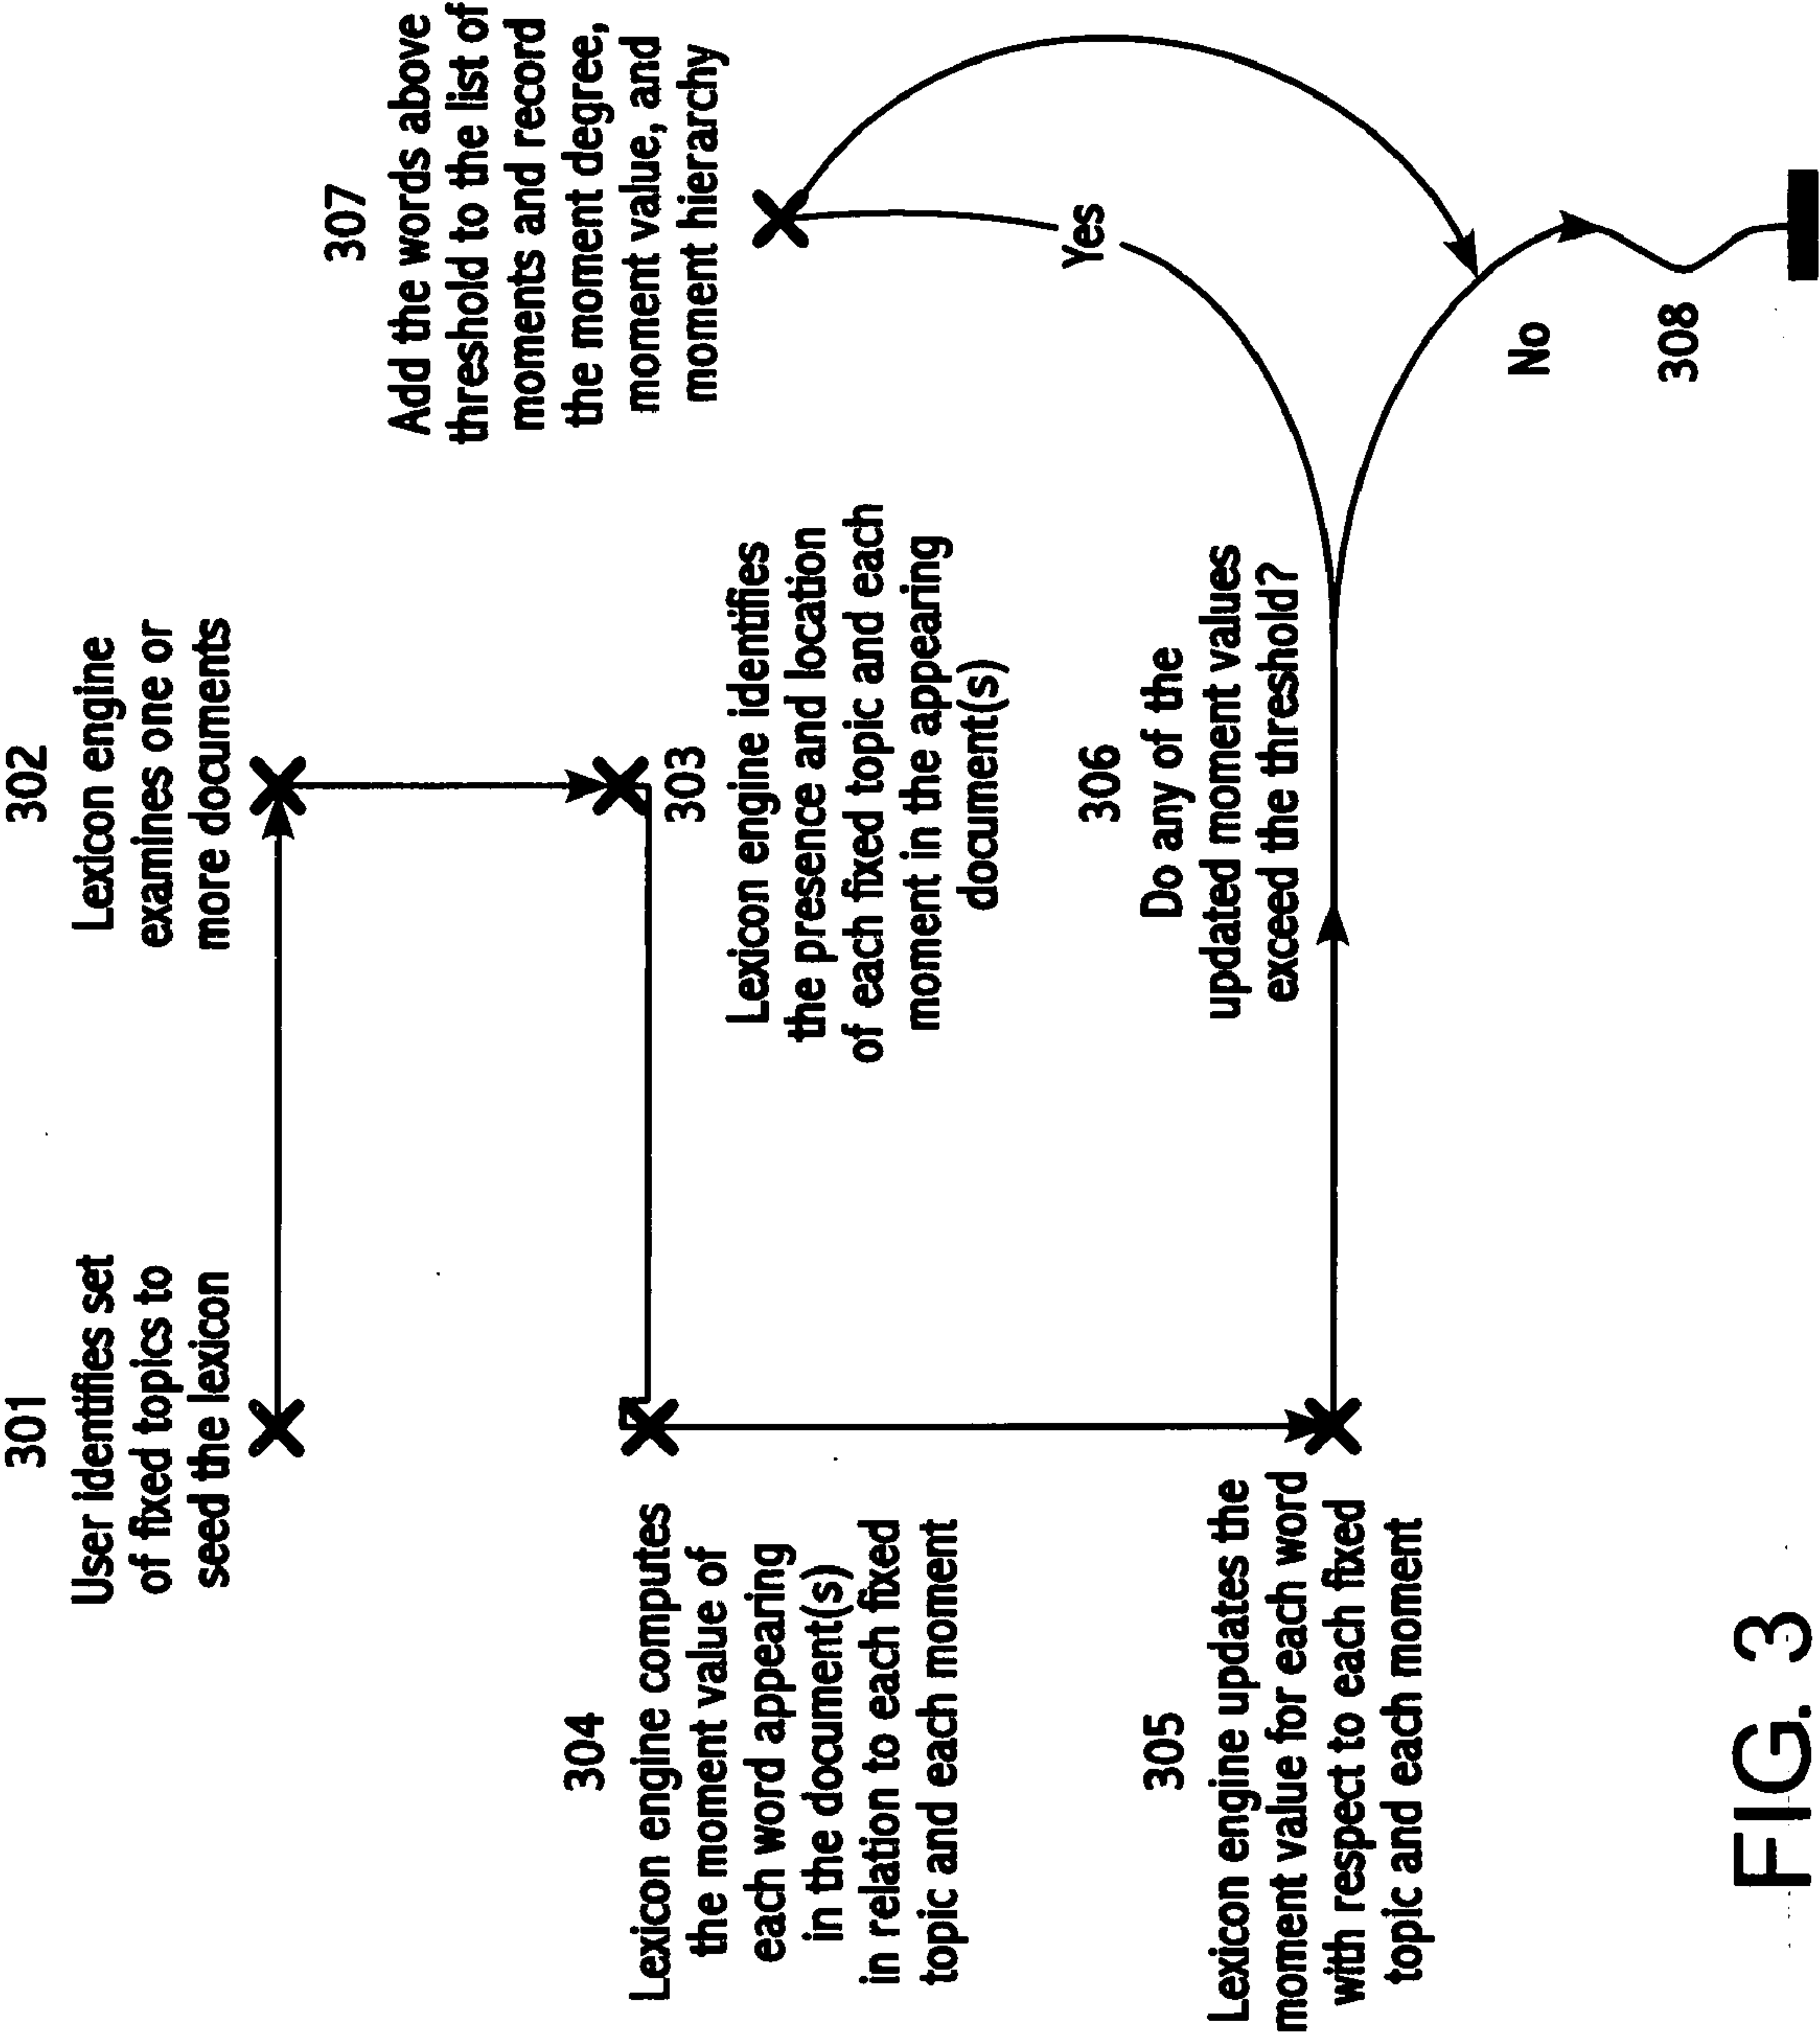 301
User identifies set
of fixed topics to
seed the lexicon
302
Lexicon engine
examines one or
more documents
303
Lexicon engine identifies
the presence and location
of each fixed topic and each
moment in the appearing
document(s)
304
Lexicon engine computes
the moment value of
each word appearing
in the document(s)
in relation to each fixed
topic and each moment
305
Lexicon engine updates the
moment value for each word
with respect to each fixed
topic and each moment
306
Do any of the
updated moment values
exceed the threshold?
307
Add the words above
threshold to the list of
moments and record
the moment degree,
moment value, and
moment hierarchy
Yes
No
308
FIG. 3